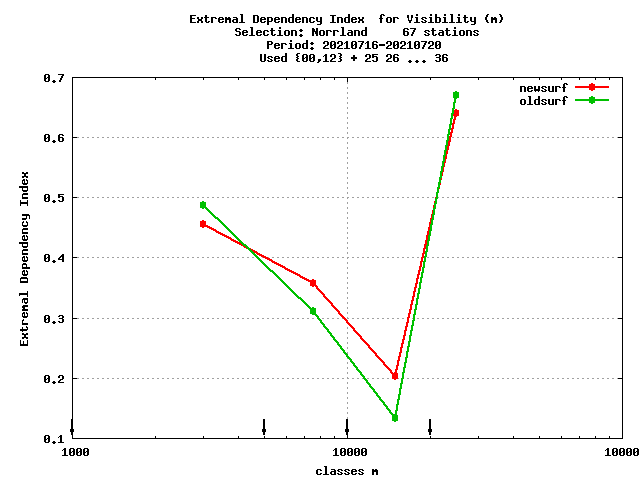 Extremal Dependency Index  for Visibility (m)
Selection: Norrland     67 stations
Period: 20210716-20210720
Used {00,12} + 25 26 ... 36
0.7
newsurf
oldsurf
0.6
0.5
0.4
0.3
0.2
0.1
Extremal Dependency Index
1000 10000 10000
classes m